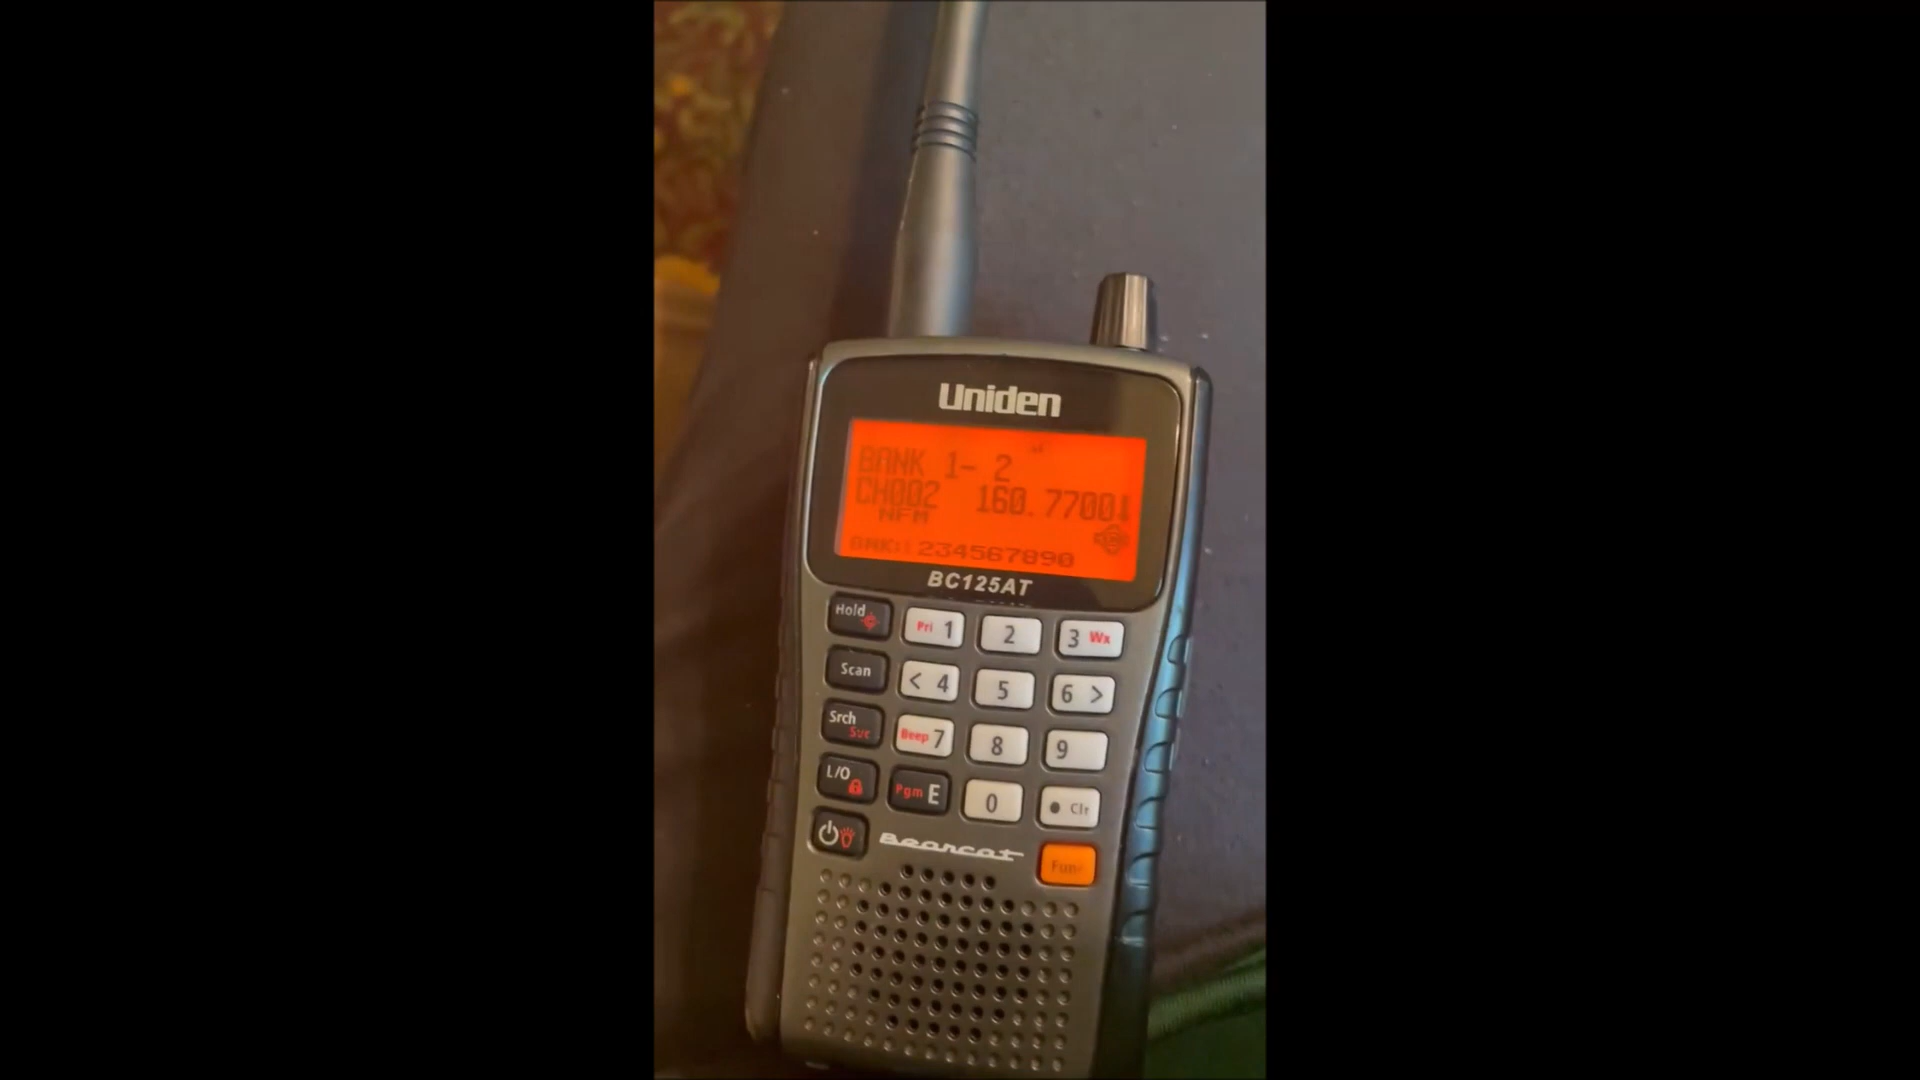 Uniden
BANK 1- 2
CH002 160.7700
NFM
BNK:1234567890
BC125AT
Hold Pri 1 2 3 Wx
Scan < 4 5 6 >
Srch Svc Beep 7 8 9
L/O Pgm E 0 • Clr
Bearcat
Func